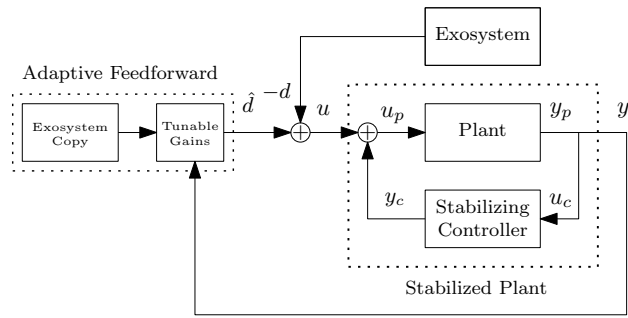 Exosystem
Adaptive Feedforward
d̂
−d
u
u_p
y_p
y
Exosystem
Copy
Tunable
Gains
Plant
y_c
Stabilizing
Controller
u_c
Stabilized Plant